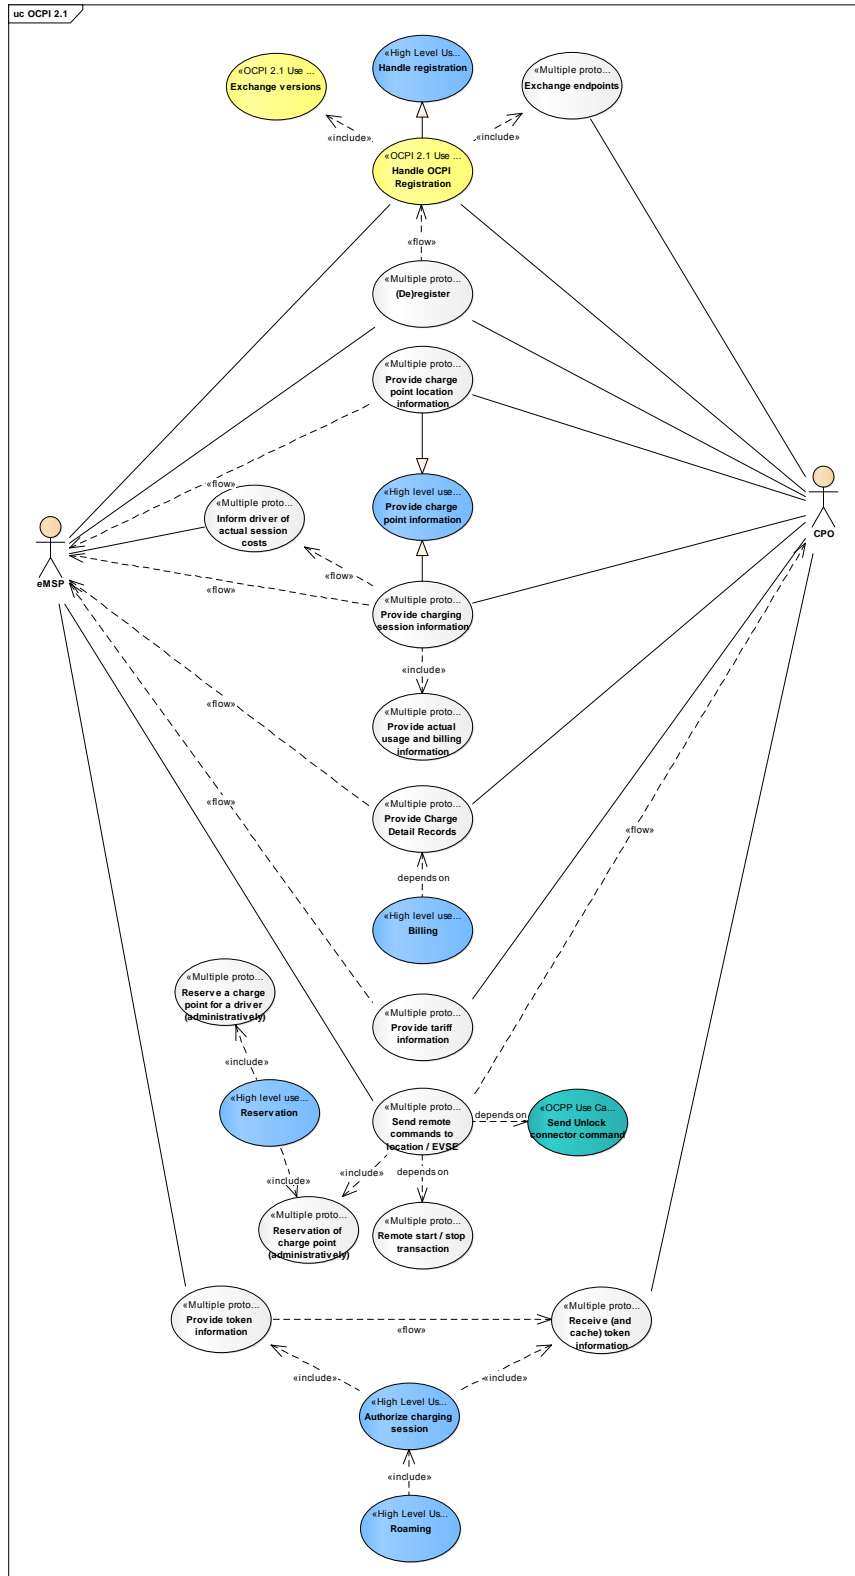 uc OCPI 2.1
«High Level Us...
Handle registration
«OCPI 2.1 Use ...
Exchange versions
«Multiple proto...
Exchange endpoints
«include»
«include»
«OCPI 2.1 Use ...
Handle OCPI
Registration
«flow»
«Multiple proto...
(De)register
«Multiple proto...
Provide charge
point location
information
«flow»
«High level use...
Provide charge
point information
«Multiple proto...
Inform driver of
actual session
costs
CPO
eMSP
«flow»
«flow»
«Multiple proto...
Provide charging
session information
«include»
«flow»
«Multiple proto...
Provide actual
usage and billing
information
«flow»
«Multiple proto...
Provide Charge
Detail Records
«flow»
depends on
«High level use...
Billing
«Multiple proto...
Reserve a charge
point for a driver
(administratively)
«Multiple proto...
Provide tariff
information
«include»
«High level use...
Reservation
«Multiple proto...
Send remote
commands to
location / EVSE
depends on
«OCPP Use Ca...
Send Unlock
connector command
«include»
«include»
depends on
«Multiple proto...
Reservation of
charge point
(administratively)
«Multiple proto...
Remote start / stop
transaction
«Multiple proto...
Provide token
information
«flow»
«Multiple proto...
Receive (and
cache) token
information
«include»
«include»
«High Level Us...
Authorize charging
session
«include»
«High Level Us...
Roaming